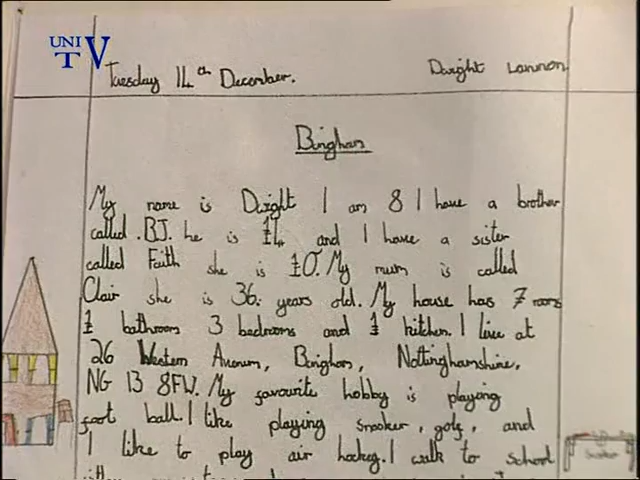 UNI
TV
Tuesday 14th December. Dwight Lannon
Bingham
My name is Dwight I am 8 I have a brother
called .BJ. he is 14 and I have a sister
called Faith she is 10. My mum is called
Clair she is 36. years old. My house has 7 rooms
1 bathroom 3 bedrooms and 1 kitchen. I live at
26 Western Avenum, Bingham, Nottinghamshire,
NG 13 8FW. My favourite hobby is playing
foot ball. I like playing snooker, golf, and
I like to play air hockey. I walk to school
snooker